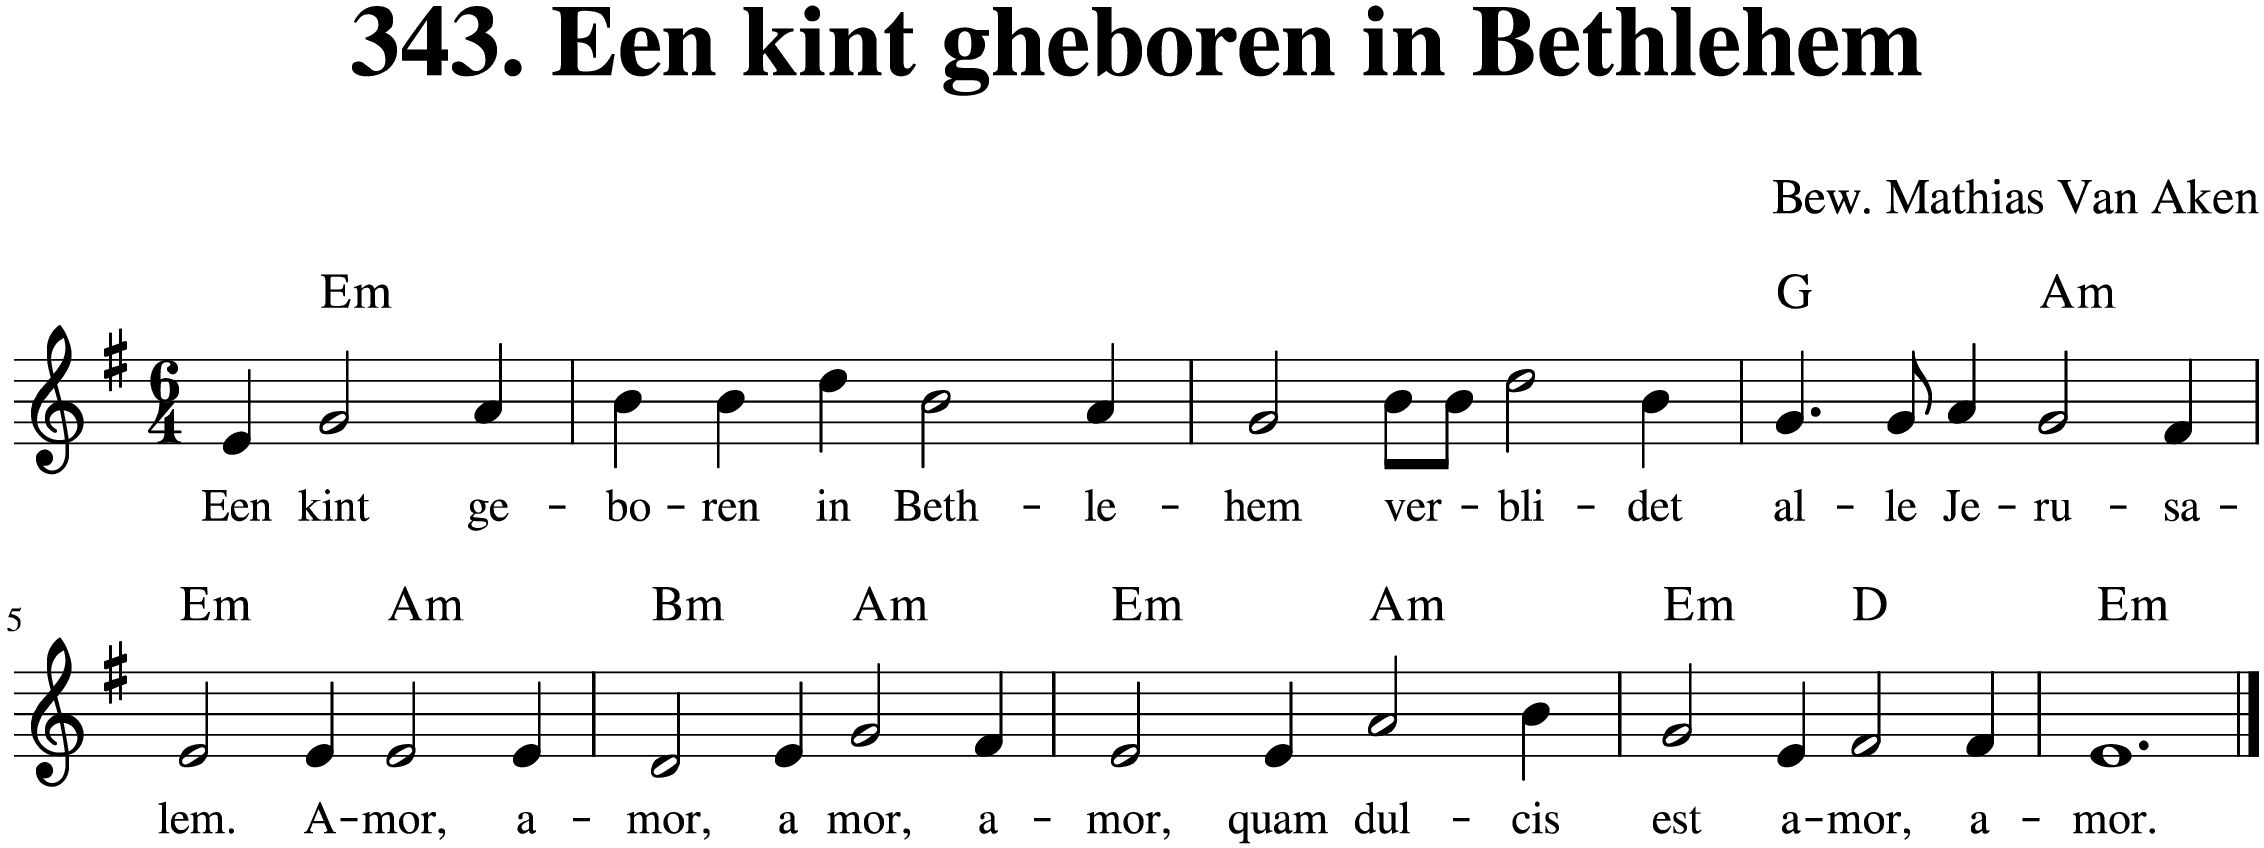 343. Een kint gheboren in Bethlehem
Bew. Mathias Van Aken
Em G Am
6
4
Een kint ge - bo - ren in Beth - le - hem ver - bli - det al - le Je - ru - sa -
5
Em Am Bm Am Em Am Em D Em
lem. A - mor, a - mor, a mor, a - mor, quam dul - cis est a - mor, a - mor.